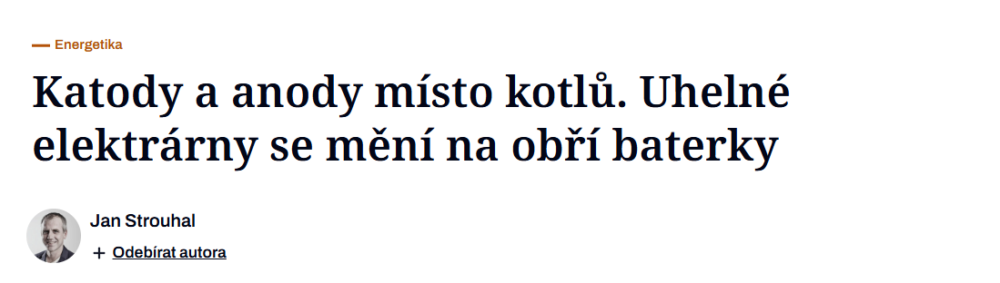 Energetika
Katody a anody místo kotlů. Uhelné
elektrárny se mění na obří baterky
Jan Strouhal
+ Odebírat autora